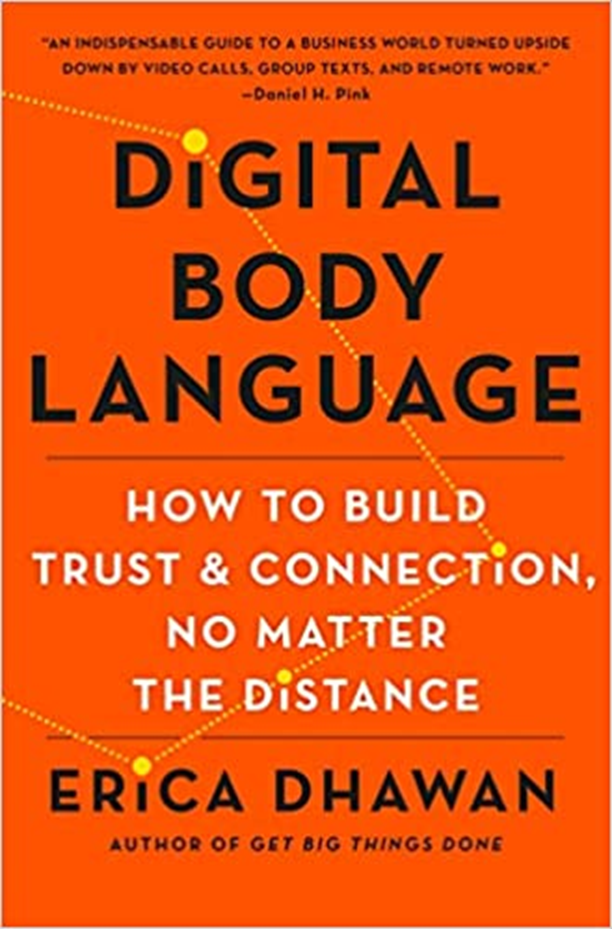 "AN INDISPENSABLE GUIDE TO A BUSINESS WORLD TURNED UPSIDE
DOWN BY VIDEO CALLS, GROUP TEXTS, AND REMOTE WORK."
—Daniel H. Pink
DiGITAL
BODY
LANGUAGE
HOW TO BUILD
TRUST & CONNECTiON,
NO MATTER
THE DiSTANCE
ERiCA DHAWAN
AUTHOR OF GET BIG THINGS DONE